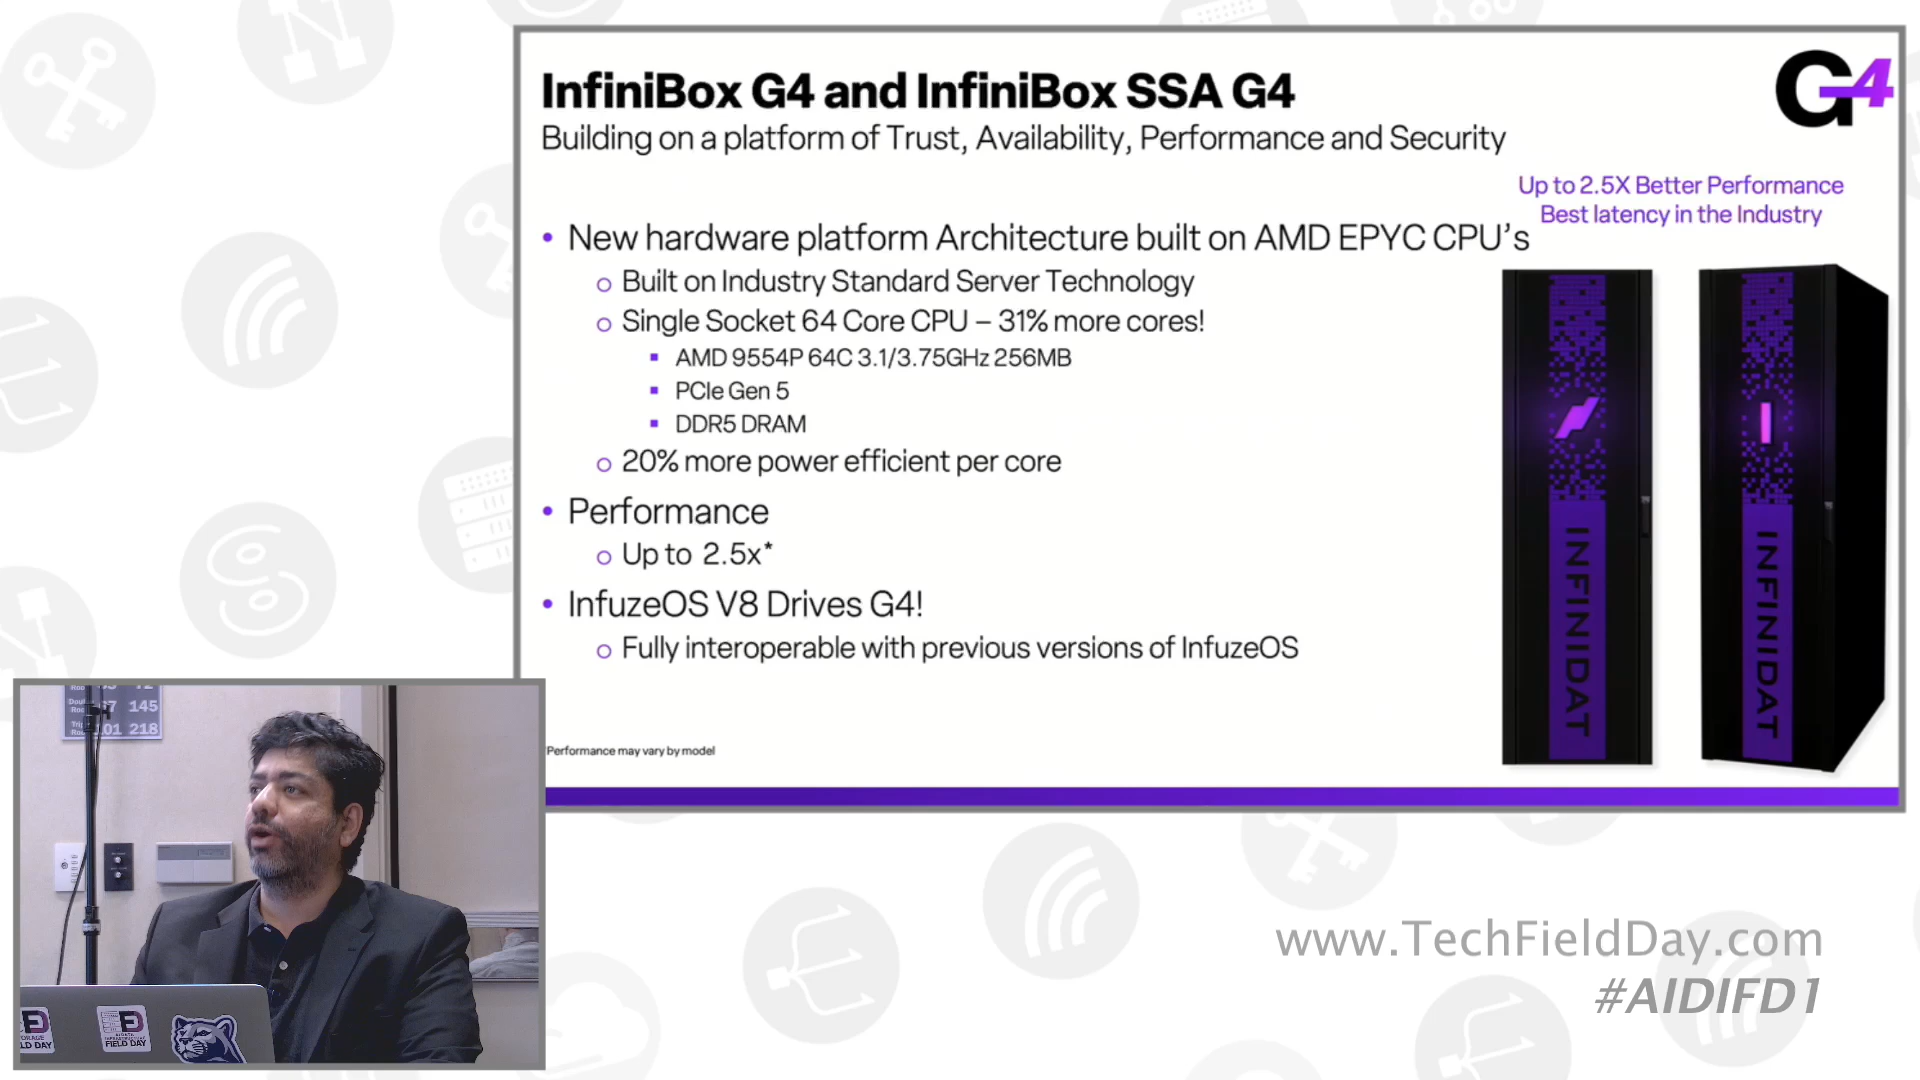 InfiniBox G4 and InfiniBox SSA G4
Building on a platform of Trust, Availability, Performance and Security
G4
Up to 2.5X Better Performance
Best latency in the Industry
• New hardware platform Architecture built on AMD EPYC CPU’s
o Built on Industry Standard Server Technology
o Single Socket 64 Core CPU – 31% more cores!
▪ AMD 9554P 64C 3.1/3.75GHz 256MB
▪ PCIe Gen 5
▪ DDR5 DRAM
o 20% more power efficient per core
• Performance
o Up to 2.5x*
• InfuzeOS V8 Drives G4!
o Fully interoperable with previous versions of InfuzeOS
INFINIDAT
INFINIDAT
Performance may vary by model
145
101 218
FIELD DAY
www.TechFieldDay.com
#AIDIFD1